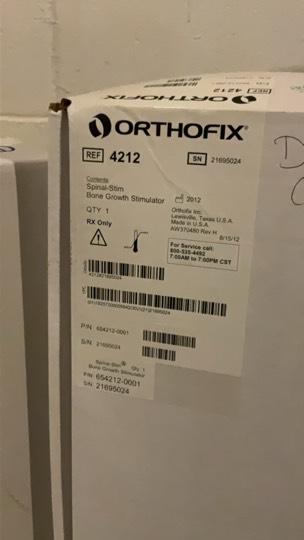 4212
ORTHOFIX
ORTHOFIX®
REF 4212
SN 21695024
Contents
Spinal-Stim
Bone Growth Stimulator
QTY 1
Rx Only
2012
Orthofix Inc.
Lewisville, Texas U.S.A.
Made in U.S.A.
AW370480 Rev H
8/15/12
For Service call:
800-535-4492
7:00AM to 7:00PM CST
P/N 654212-0001
S/N 21695024
Spinal-Stim® Qty 1
Bone Growth Stimulator
P/N 654212-0001
S/N 21695024